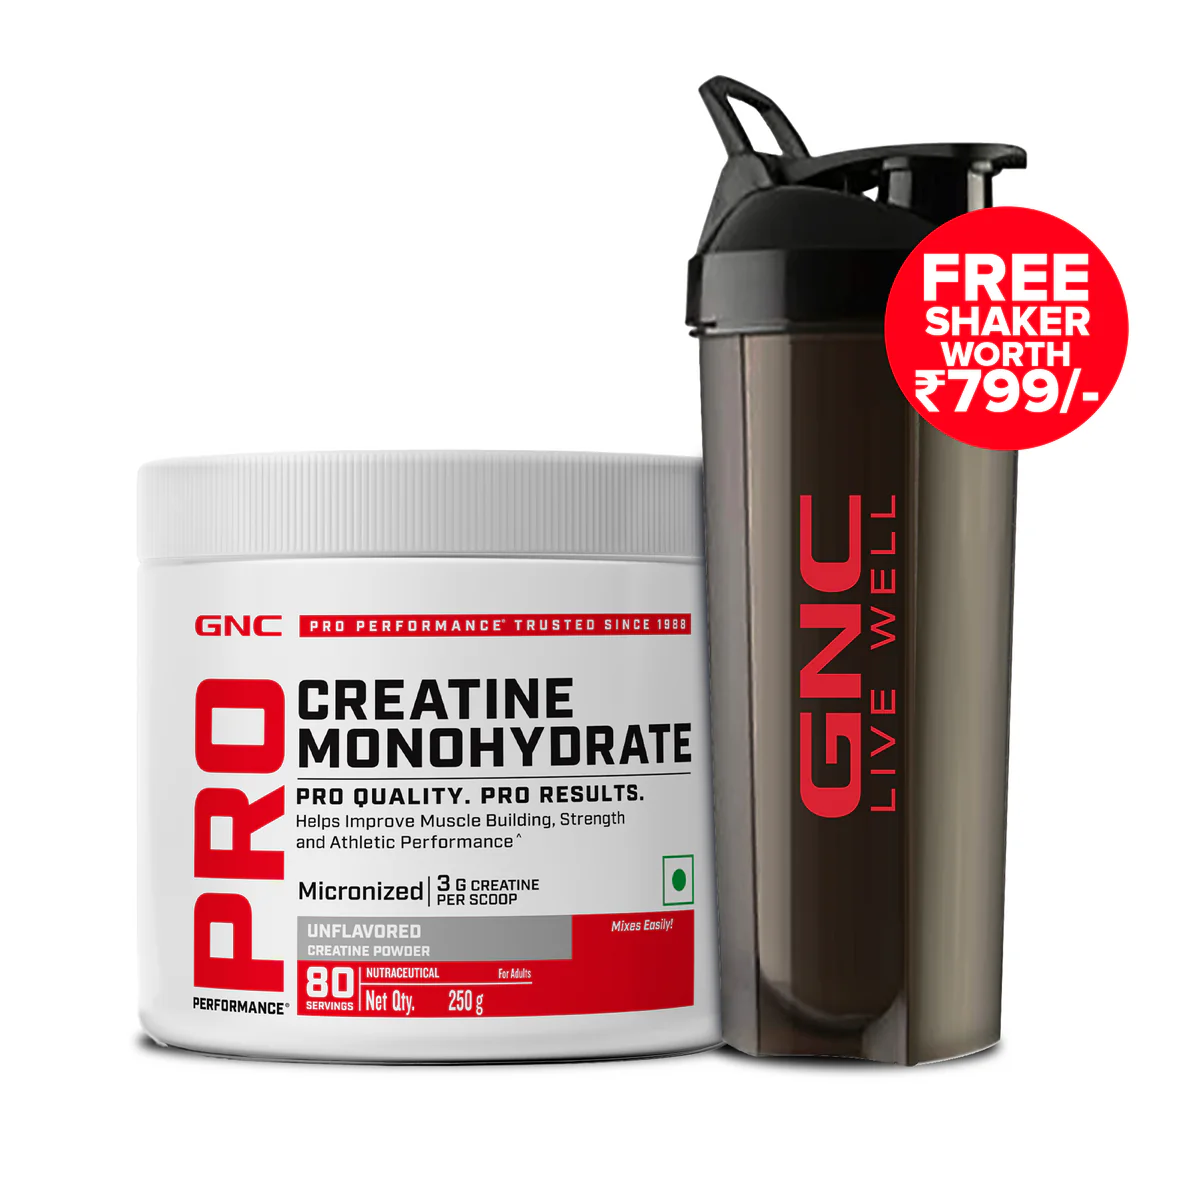 FREE
SHAKER
WORTH
₹799/-
GNC
LIVE WELL
GNC PRO PERFORMANCE® TRUSTED SINCE 1988
PRO
PERFORMANCE®
CREATINE
MONOHYDRATE
PRO QUALITY. PRO RESULTS.
Helps Improve Muscle Building, Strength
and Athletic Performance^
Micronized 3 G CREATINE
PER SCOOP
UNFLAVORED
CREATINE POWDER
Mixes Easily!
80
SERVINGS
NUTRACEUTICAL For Adults
Net Qty. 250 g